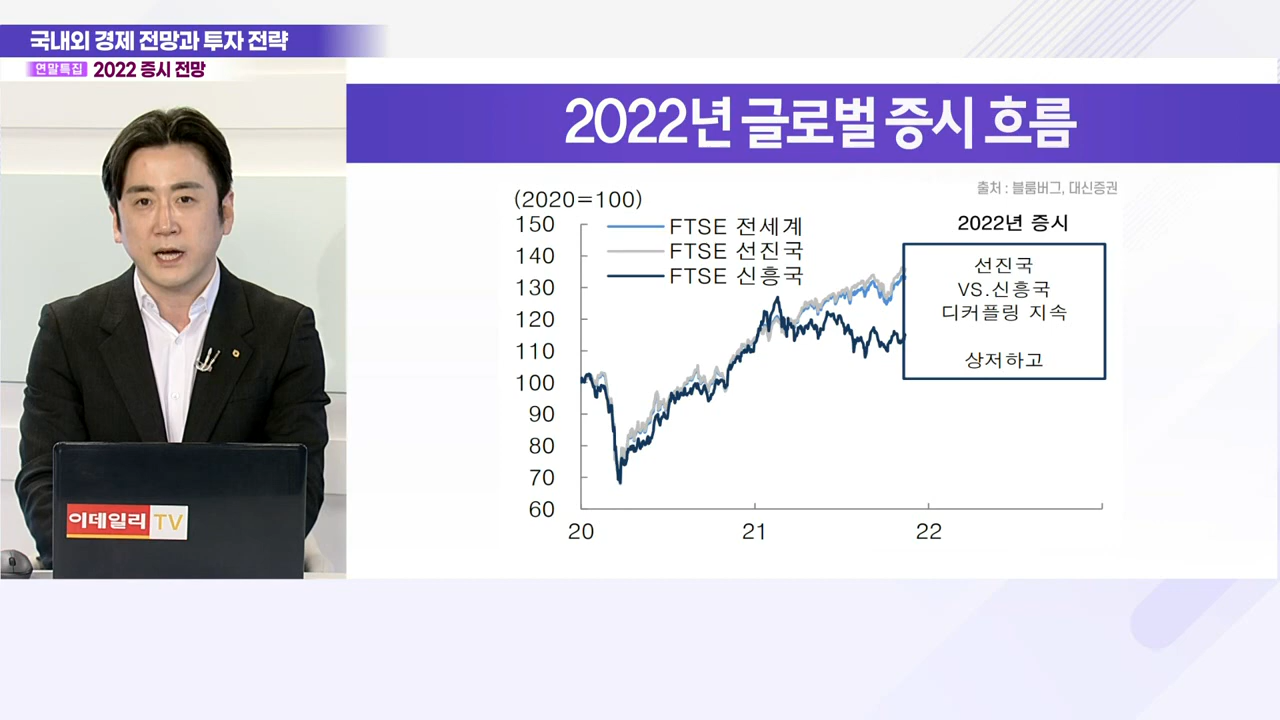 국내외 경제 전망과 투자 전략
연말특집 2022 증시 전망
2022년 글로벌 증시 흐름
출처 : 블룸버그, 대신증권
(2020=100)
2022년 증시
150
140
130
120
110
100
90
80
70
60
FTSE 전세계
FTSE 선진국
FTSE 신흥국
선진국
VS.신흥국
디커플링 지속
상저하고
20 21 22
이데일리 TV